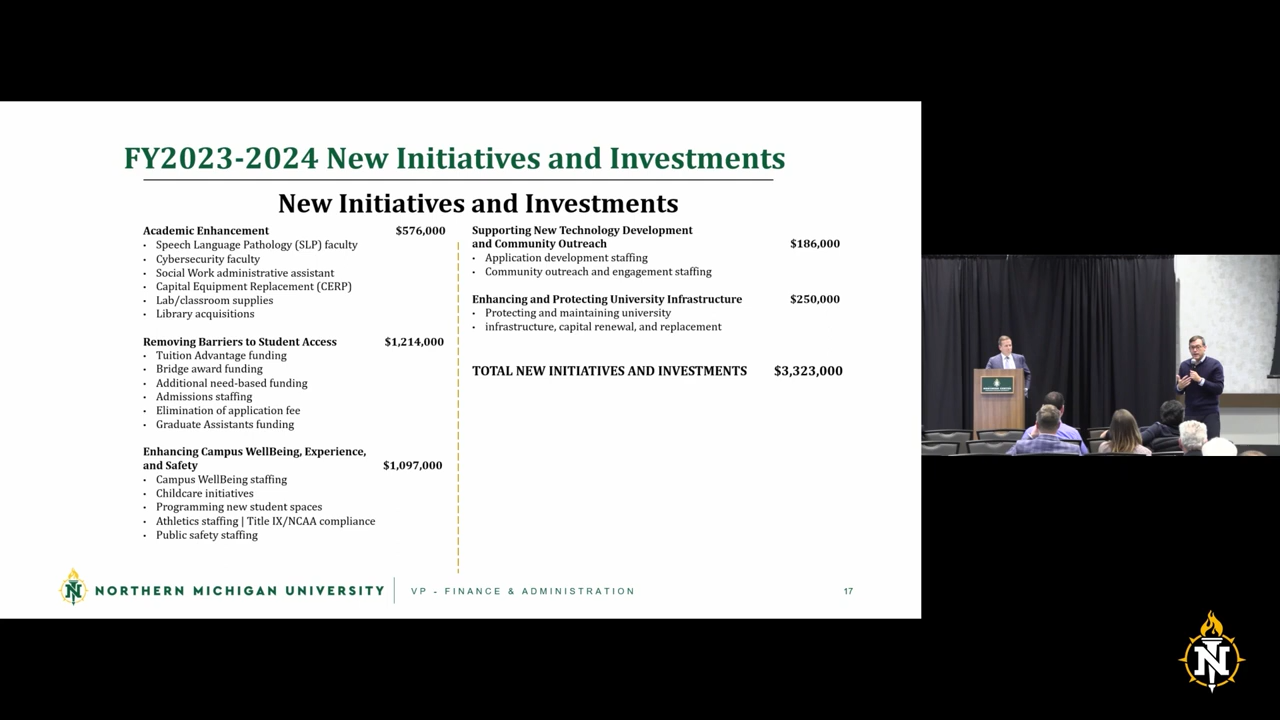 FY2023-2024 New Initiatives and Investments
New Initiatives and Investments
Academic Enhancement $576,000
• Speech Language Pathology (SLP) faculty
• Cybersecurity faculty
• Social Work administrative assistant
• Capital Equipment Replacement (CERP)
• Lab/classroom supplies
• Library acquisitions
Removing Barriers to Student Access $1,214,000
• Tuition Advantage funding
• Bridge award funding
• Additional need-based funding
• Admissions staffing
• Elimination of application fee
• Graduate Assistants funding
Enhancing Campus WellBeing, Experience,
and Safety $1,097,000
• Campus WellBeing staffing
• Childcare initiatives
• Programming new student spaces
• Athletics staffing | Title IX/NCAA compliance
• Public safety staffing
Supporting New Technology Development
and Community Outreach $186,000
• Application development staffing
• Community outreach and engagement staffing
Enhancing and Protecting University Infrastructure $250,000
• Protecting and maintaining university
• infrastructure, capital renewal, and replacement
TOTAL NEW INITIATIVES AND INVESTMENTS $3,323,000
N NORTHERN MICHIGAN UNIVERSITY VP - FINANCE & ADMINISTRATION 17
N